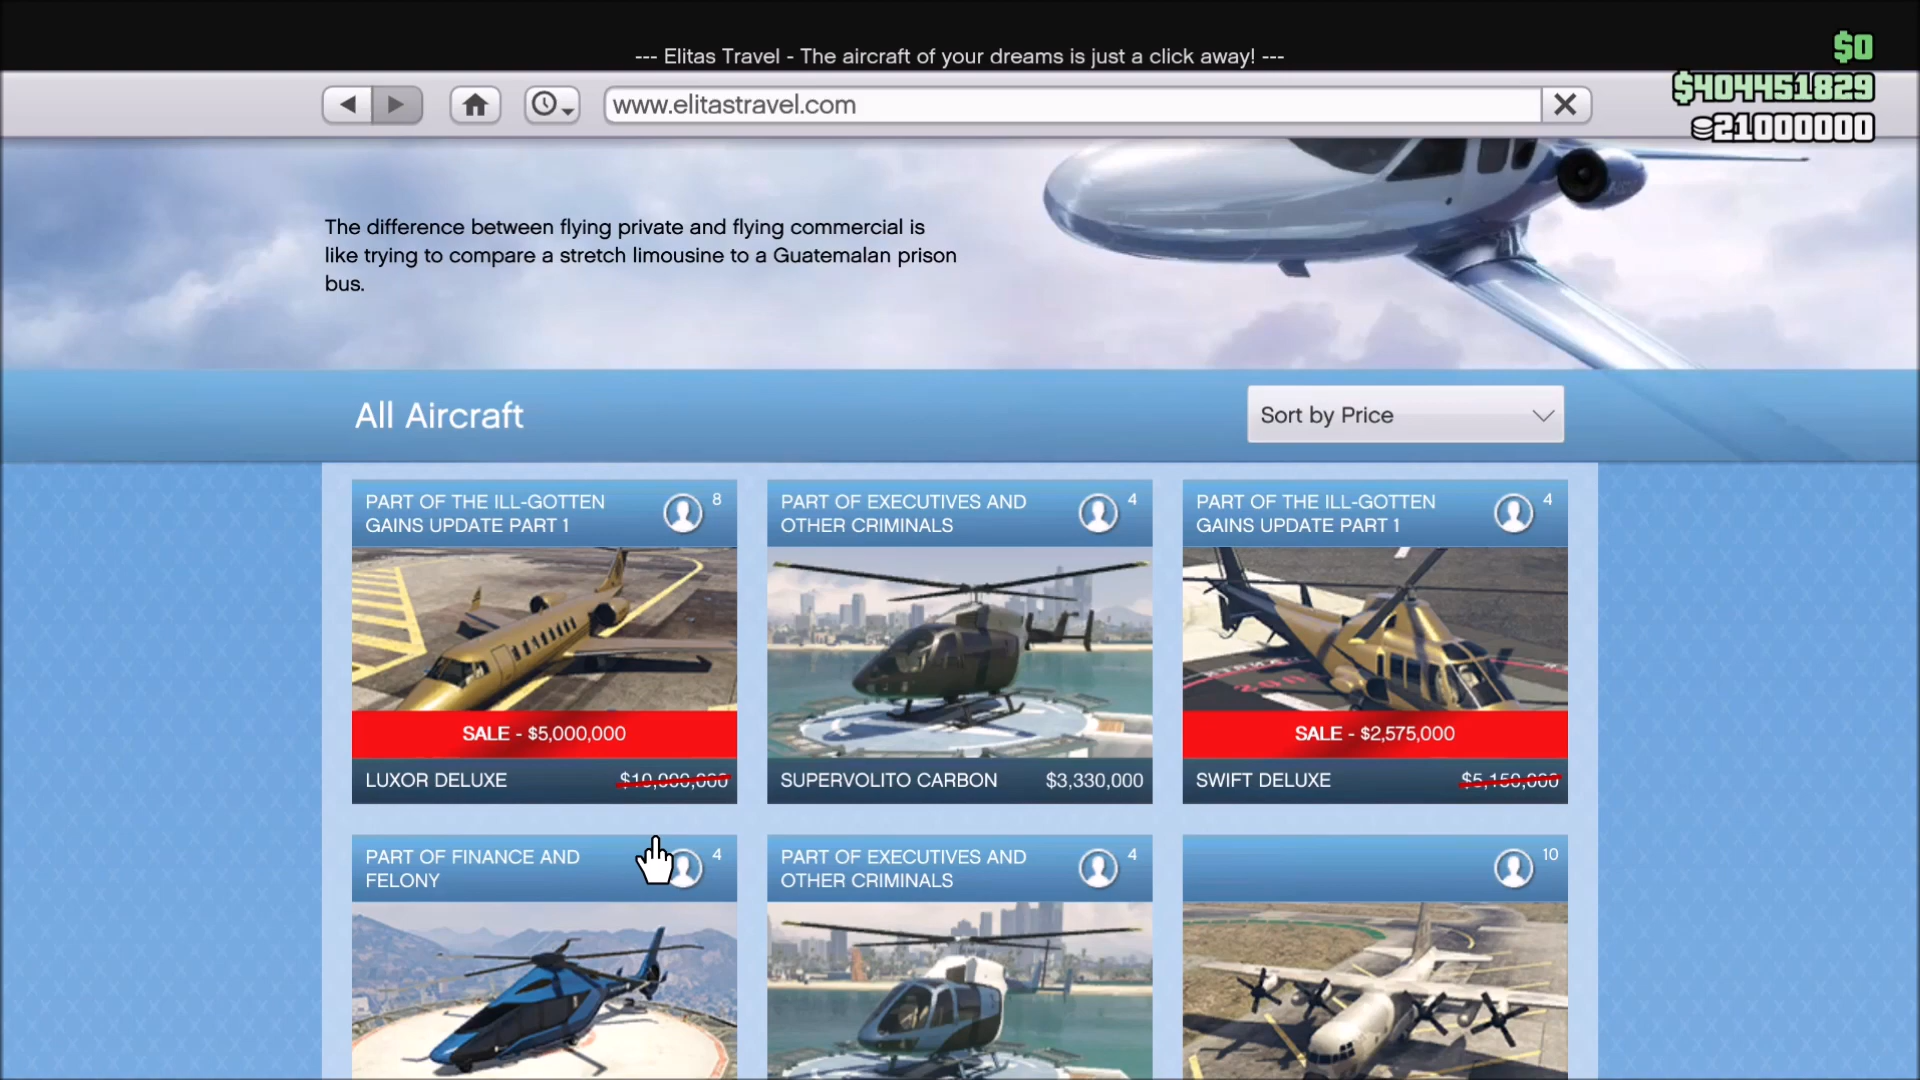 --- Elitas Travel - The aircraft of your dreams is just a click away! ---
$0
$404451829
21000000
www.elitastravel.com
The difference between flying private and flying commercial is
like trying to compare a stretch limousine to a Guatemalan prison
bus.
All Aircraft
Sort by Price
PART OF THE ILL-GOTTEN
GAINS UPDATE PART 1
8
SALE - $5,000,000
LUXOR DELUXE
$10,000,000
PART OF EXECUTIVES AND
OTHER CRIMINALS
4
SUPERVOLITO CARBON
$3,330,000
PART OF THE ILL-GOTTEN
GAINS UPDATE PART 1
4
SALE - $2,575,000
SWIFT DELUXE
$5,150,000
PART OF FINANCE AND
FELONY
4
PART OF EXECUTIVES AND
OTHER CRIMINALS
4
10